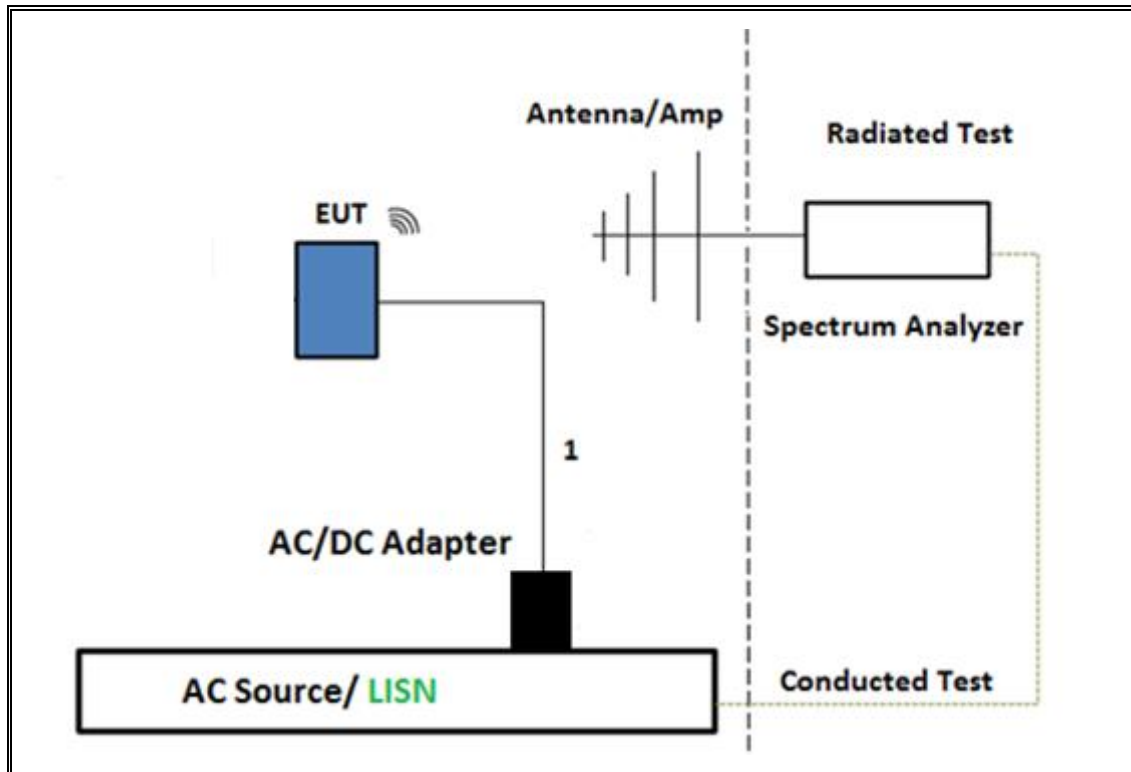 Antenna/Amp
Radiated Test
EUT
Spectrum Analyzer
1
AC/DC Adapter
AC Source/ LISN
Conducted Test